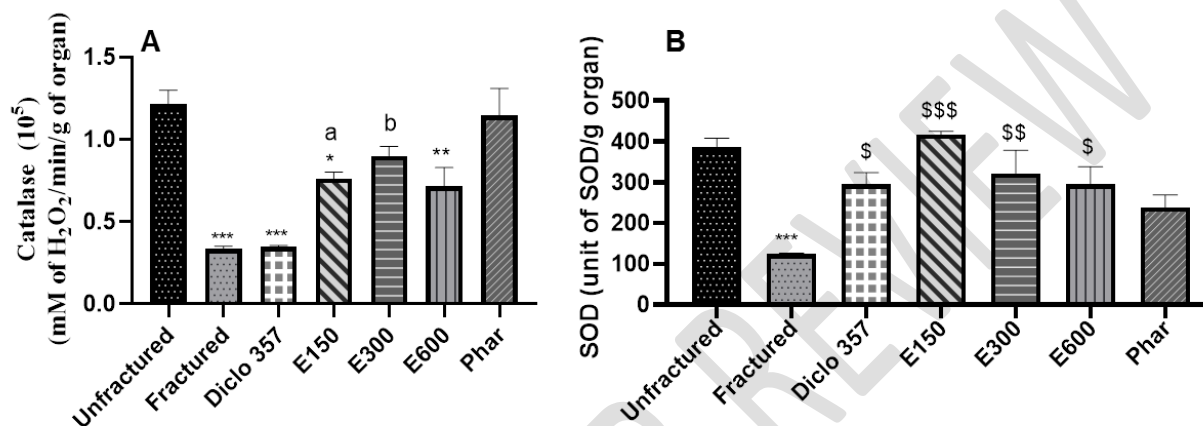 A
Catalase (10⁵)
(mM of H₂O₂/min/g of organ)
1.5
1.0
0.5
0.0
***
***
a
*
b
**
Unfractured
Fractured
Diclo 357
E150
E300
E600
Phar
B
SOD (unit of SOD/g organ)
500
400
300
200
100
0
***
$
$$$
$$
$
Unfractured
Fractured
Diclo 357
E150
E300
E600
Phar
REVIEW